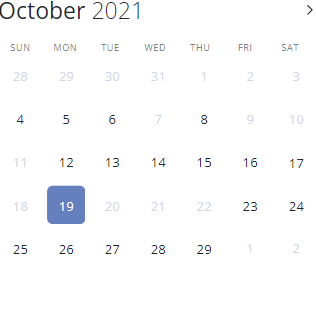 October 2021 >
SUN MON TUE WED THU FRI SAT
28 29 30 31 1 2 3
4 5 6 7 8 9 10
11 12 13 14 15 16 17
18 19 20 21 22 23 24
25 26 27 28 29 1 2